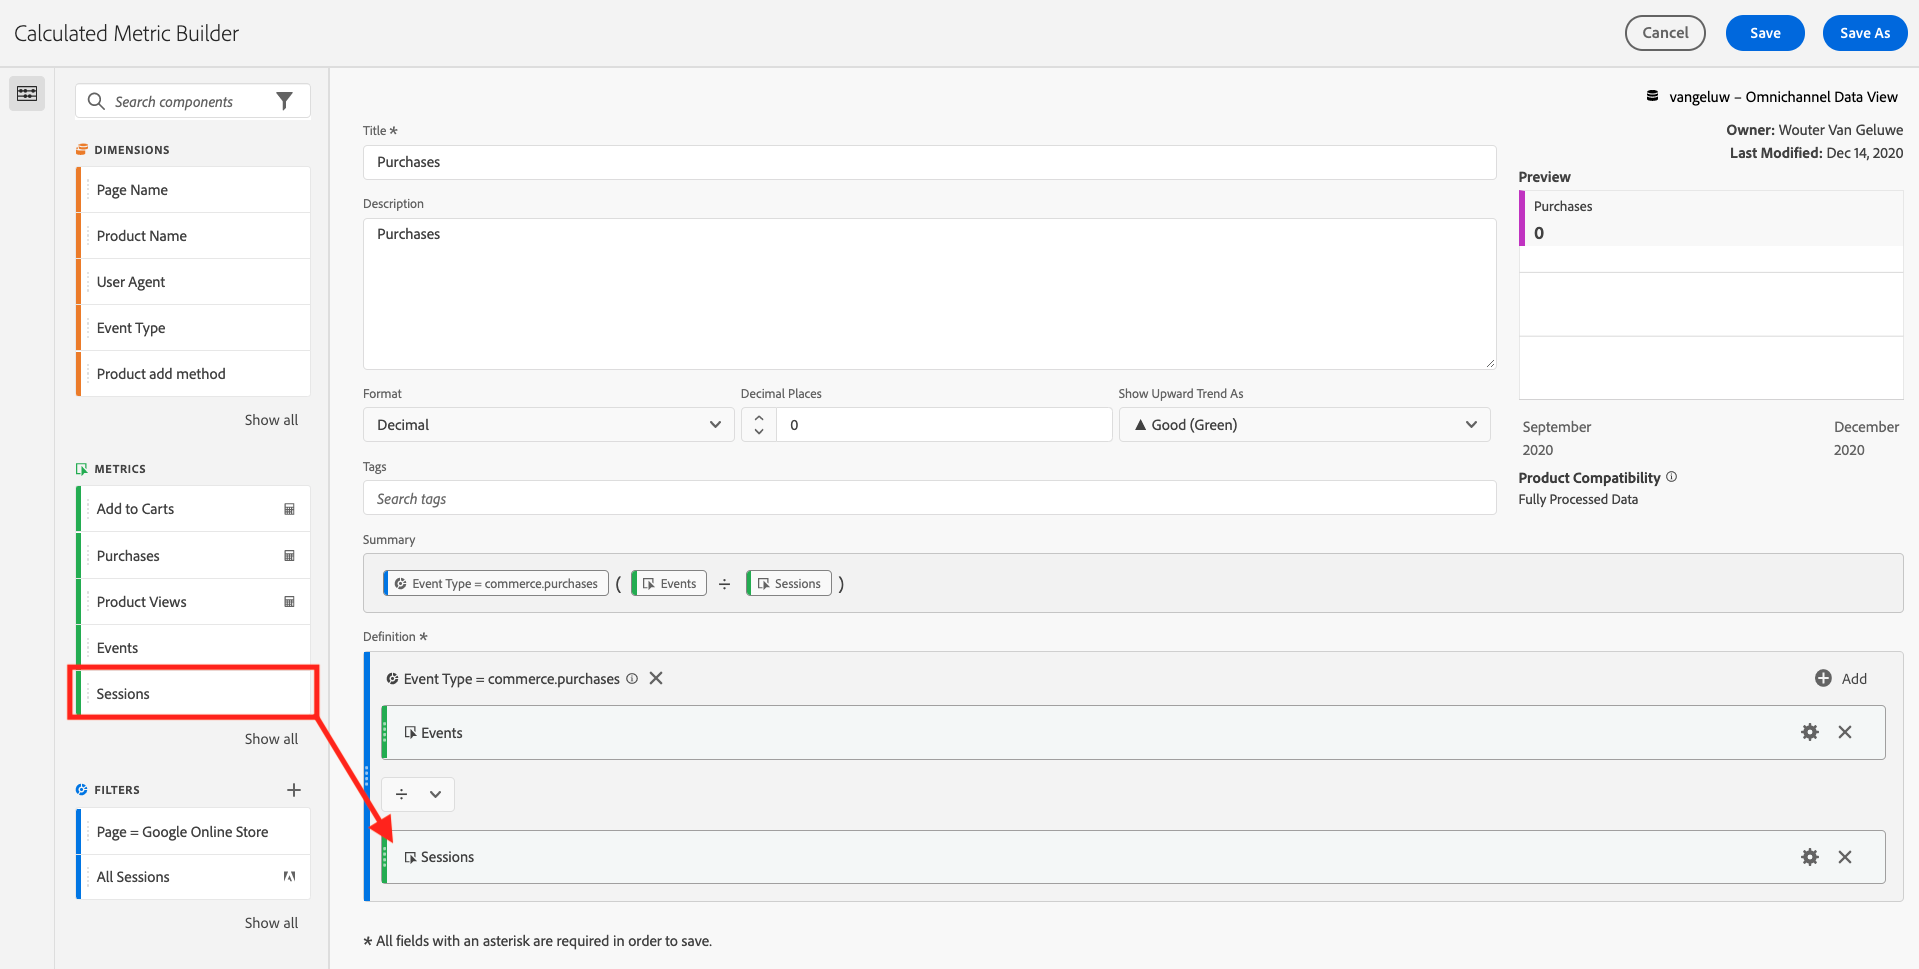 Calculated Metric Builder
Cancel
Save
Save As
Search components
DIMENSIONS
Page Name
Product Name
User Agent
Event Type
Product add method
Show all
METRICS
Add to Carts
Purchases
Product Views
Events
Sessions
Show all
FILTERS
Page = Google Online Store
All Sessions
Show all
vangeluw – Omnichannel Data View
Owner: Wouter Van Geluwe
Last Modified: Dec 14, 2020
Title *
Purchases
Description
Purchases
Format
Decimal
Decimal Places
0
Show Upward Trend As
▲ Good (Green)
Tags
Search tags
Preview
Purchases
0
September
2020
December
2020
Product Compatibility
Fully Processed Data
Summary
Event Type = commerce.purchases ( Events ÷ Sessions )
Definition *
Event Type = commerce.purchases
Add
Events
÷
Sessions
* All fields with an asterisk are required in order to save.